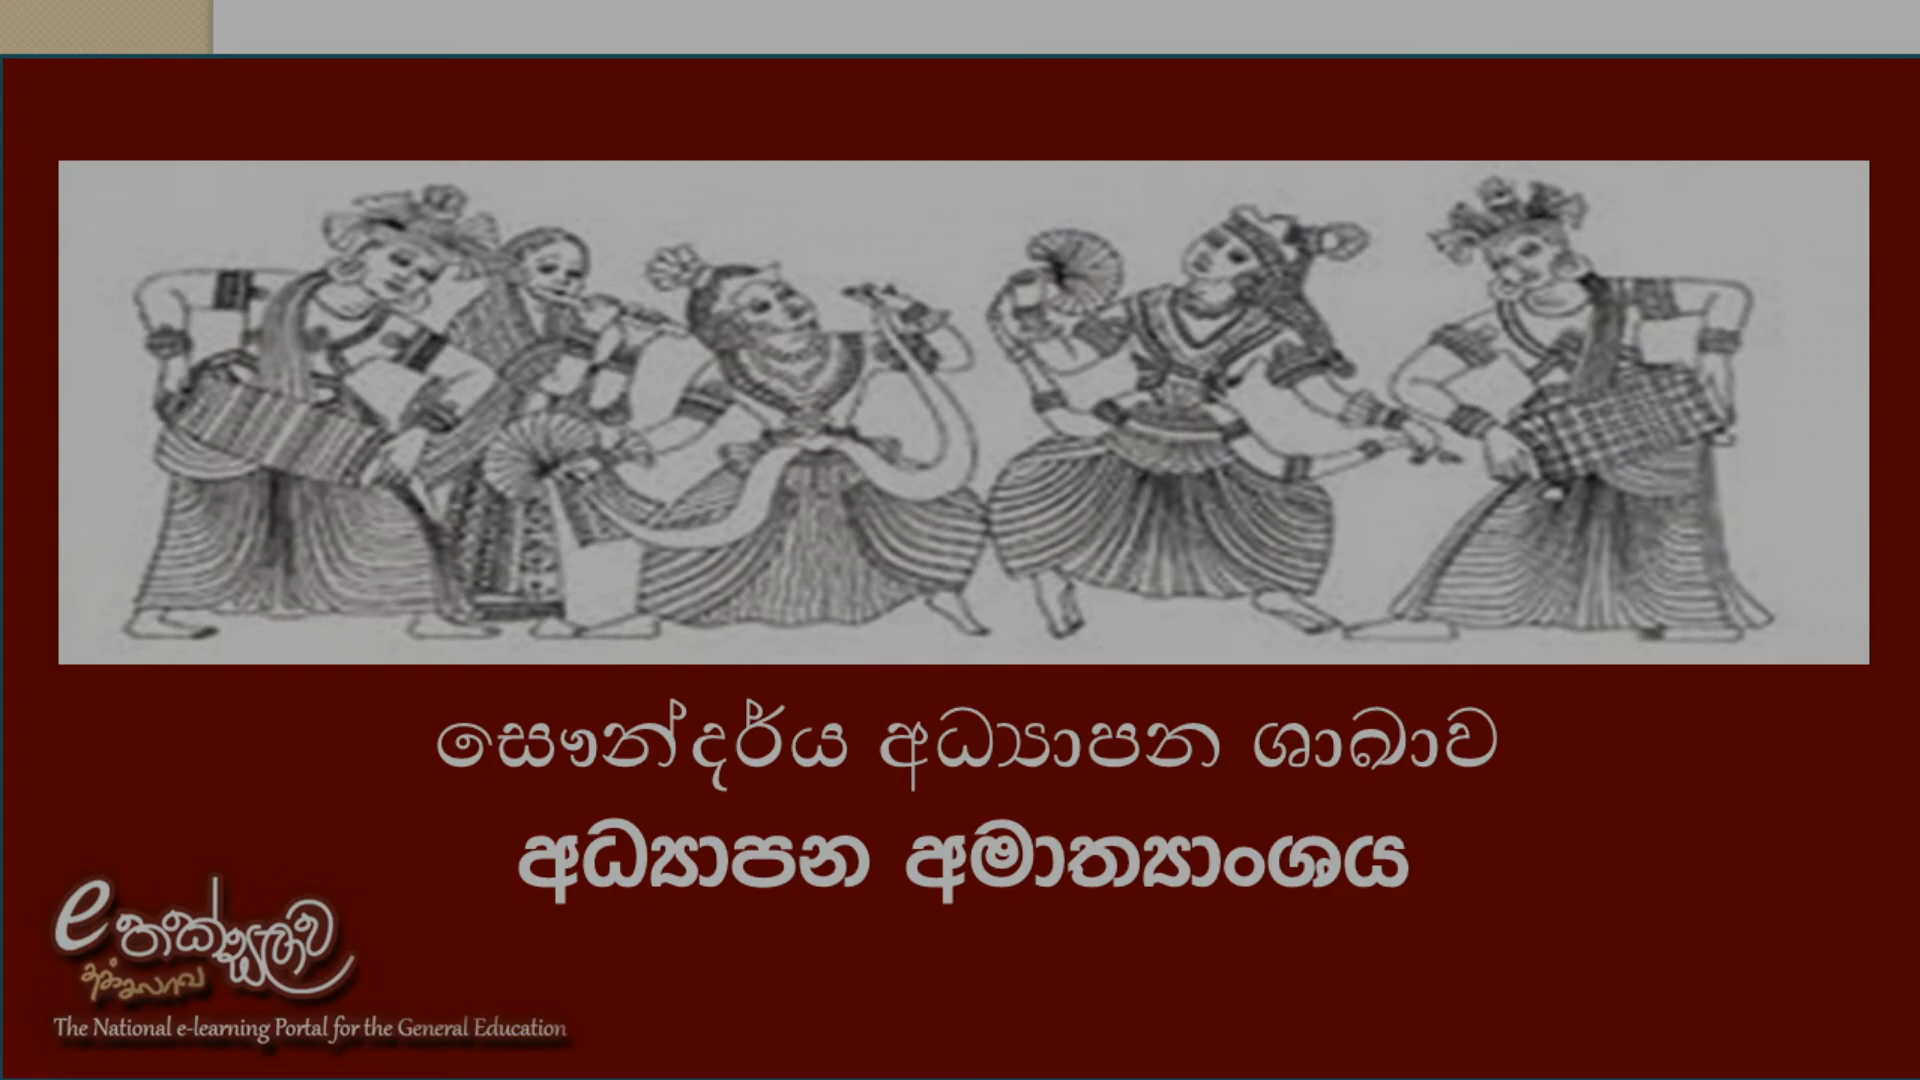 සෞන්දර්ය අධ්‍යාපන ශාඛාව
අධ්‍යාපන අමාත්‍යාංශය
e තක්සලාව
The National e-learning Portal for the General Education